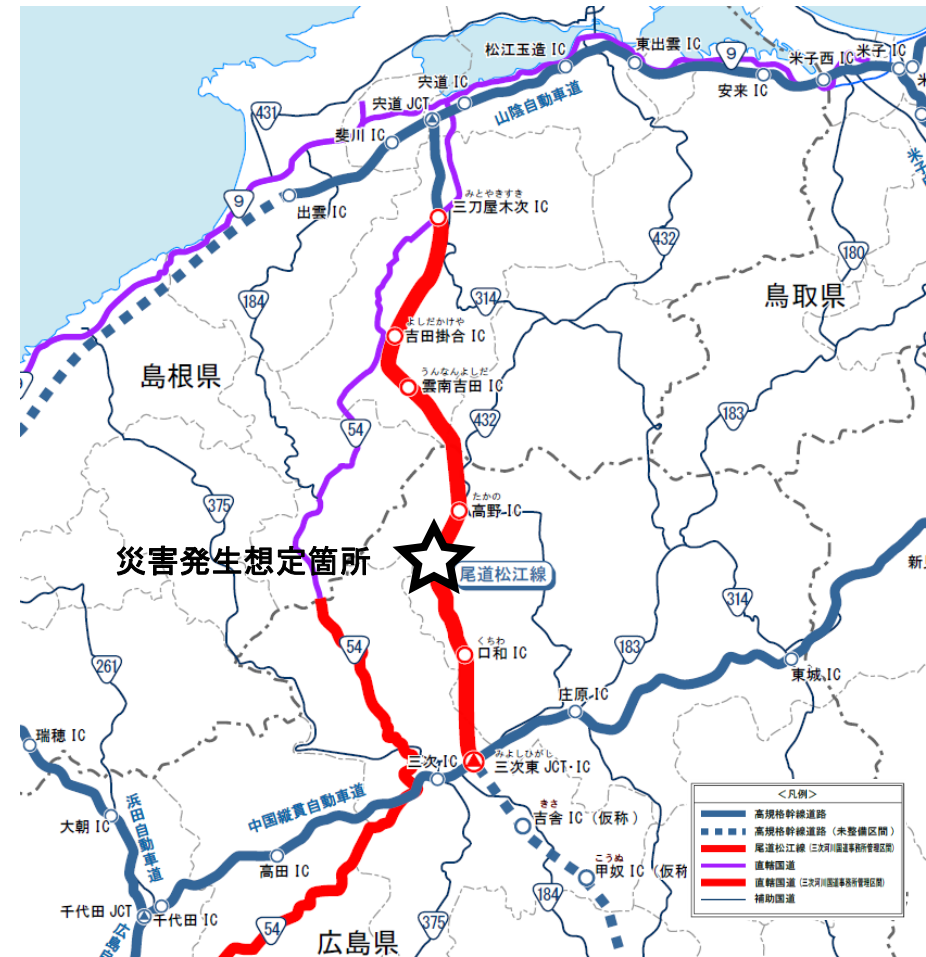 松江玉造 IC
東出雲 IC
9
米子西 IC
米子 IC
安来 IC
宍道 IC
宍道 JCT
山陰自動車道
431
斐川 IC
9
出雲 IC
みとやきすき
三刀屋木次 IC
432
180
184
314
鳥取県
よしだかけや
吉田掛合 IC
島根県
うんなんよしだ
雲南吉田 IC
54
432
183
たかの
高野 IC
375
災害発生想定箇所
尾道松江線
314
くちわ
口和 IC
54
183
261
東城 IC
庄原 IC
瑞穂 IC
三次 IC
みよしひがし
三次東 JCT・IC
浜田自動車道
中国縦貫自動車道
大朝 IC
きさ
吉舎 IC (仮称)
高田 IC
こうぬ
甲奴 IC (仮称
184
千代田 JCT
千代田 IC
375
54
広島県
<凡例>
高規格幹線道路
高規格幹線道路 (未整備区間)
尾道松江線 (三次河川国道事務所管理区間)
直轄国道
直轄国道 (三次河川国道事務所管理区間)
補助国道